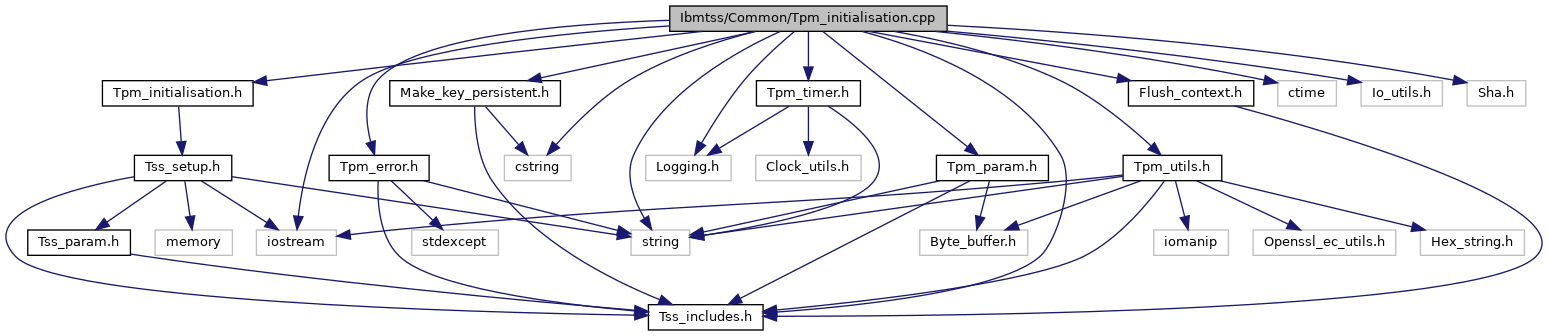 Ibmtss/Common/Tpm_initialisation.cpp
Tpm_initialisation.h
Make_key_persistent.h
Tpm_timer.h
Flush_context.h
ctime
Io_utils.h
Sha.h
Tss_setup.h
Tpm_error.h
cstring
Logging.h
Clock_utils.h
Tpm_param.h
Tpm_utils.h
Tss_param.h
memory
iostream
stdexcept
string
Byte_buffer.h
iomanip
Openssl_ec_utils.h
Hex_string.h
Tss_includes.h